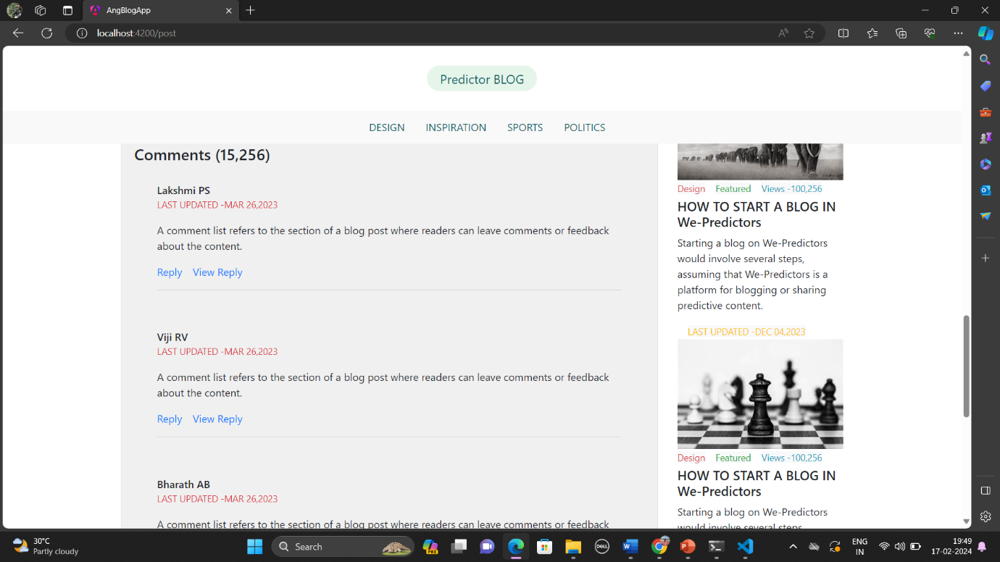 AngBlogApp
localhost:4200/post
Predictor BLOG
DESIGN INSPIRATION SPORTS POLITICS
Comments (15,256)
Lakshmi PS
LAST UPDATED -MAR 26,2023
A comment list refers to the section of a blog post where readers can leave comments or feedback
about the content.
Reply View Reply
Viji RV
LAST UPDATED -MAR 26,2023
A comment list refers to the section of a blog post where readers can leave comments or feedback
about the content.
Reply View Reply
Bharath AB
LAST UPDATED -MAR 26,2023
A comment list refers to the section of a blog post where readers can leave comments or feedback
Design Featured Views -100,256
HOW TO START A BLOG IN
We-Predictors
Starting a blog on We-Predictors
would involve several steps,
assuming that We-Predictors is a
platform for blogging or sharing
predictive content.
LAST UPDATED -DEC 04,2023
Design Featured Views -100,256
HOW TO START A BLOG IN
We-Predictors
Starting a blog on We-Predictors
would involve several steps,
30°C
Partly cloudy
Search
PRE
DELL
ENG
IN
19:49
17-02-2024